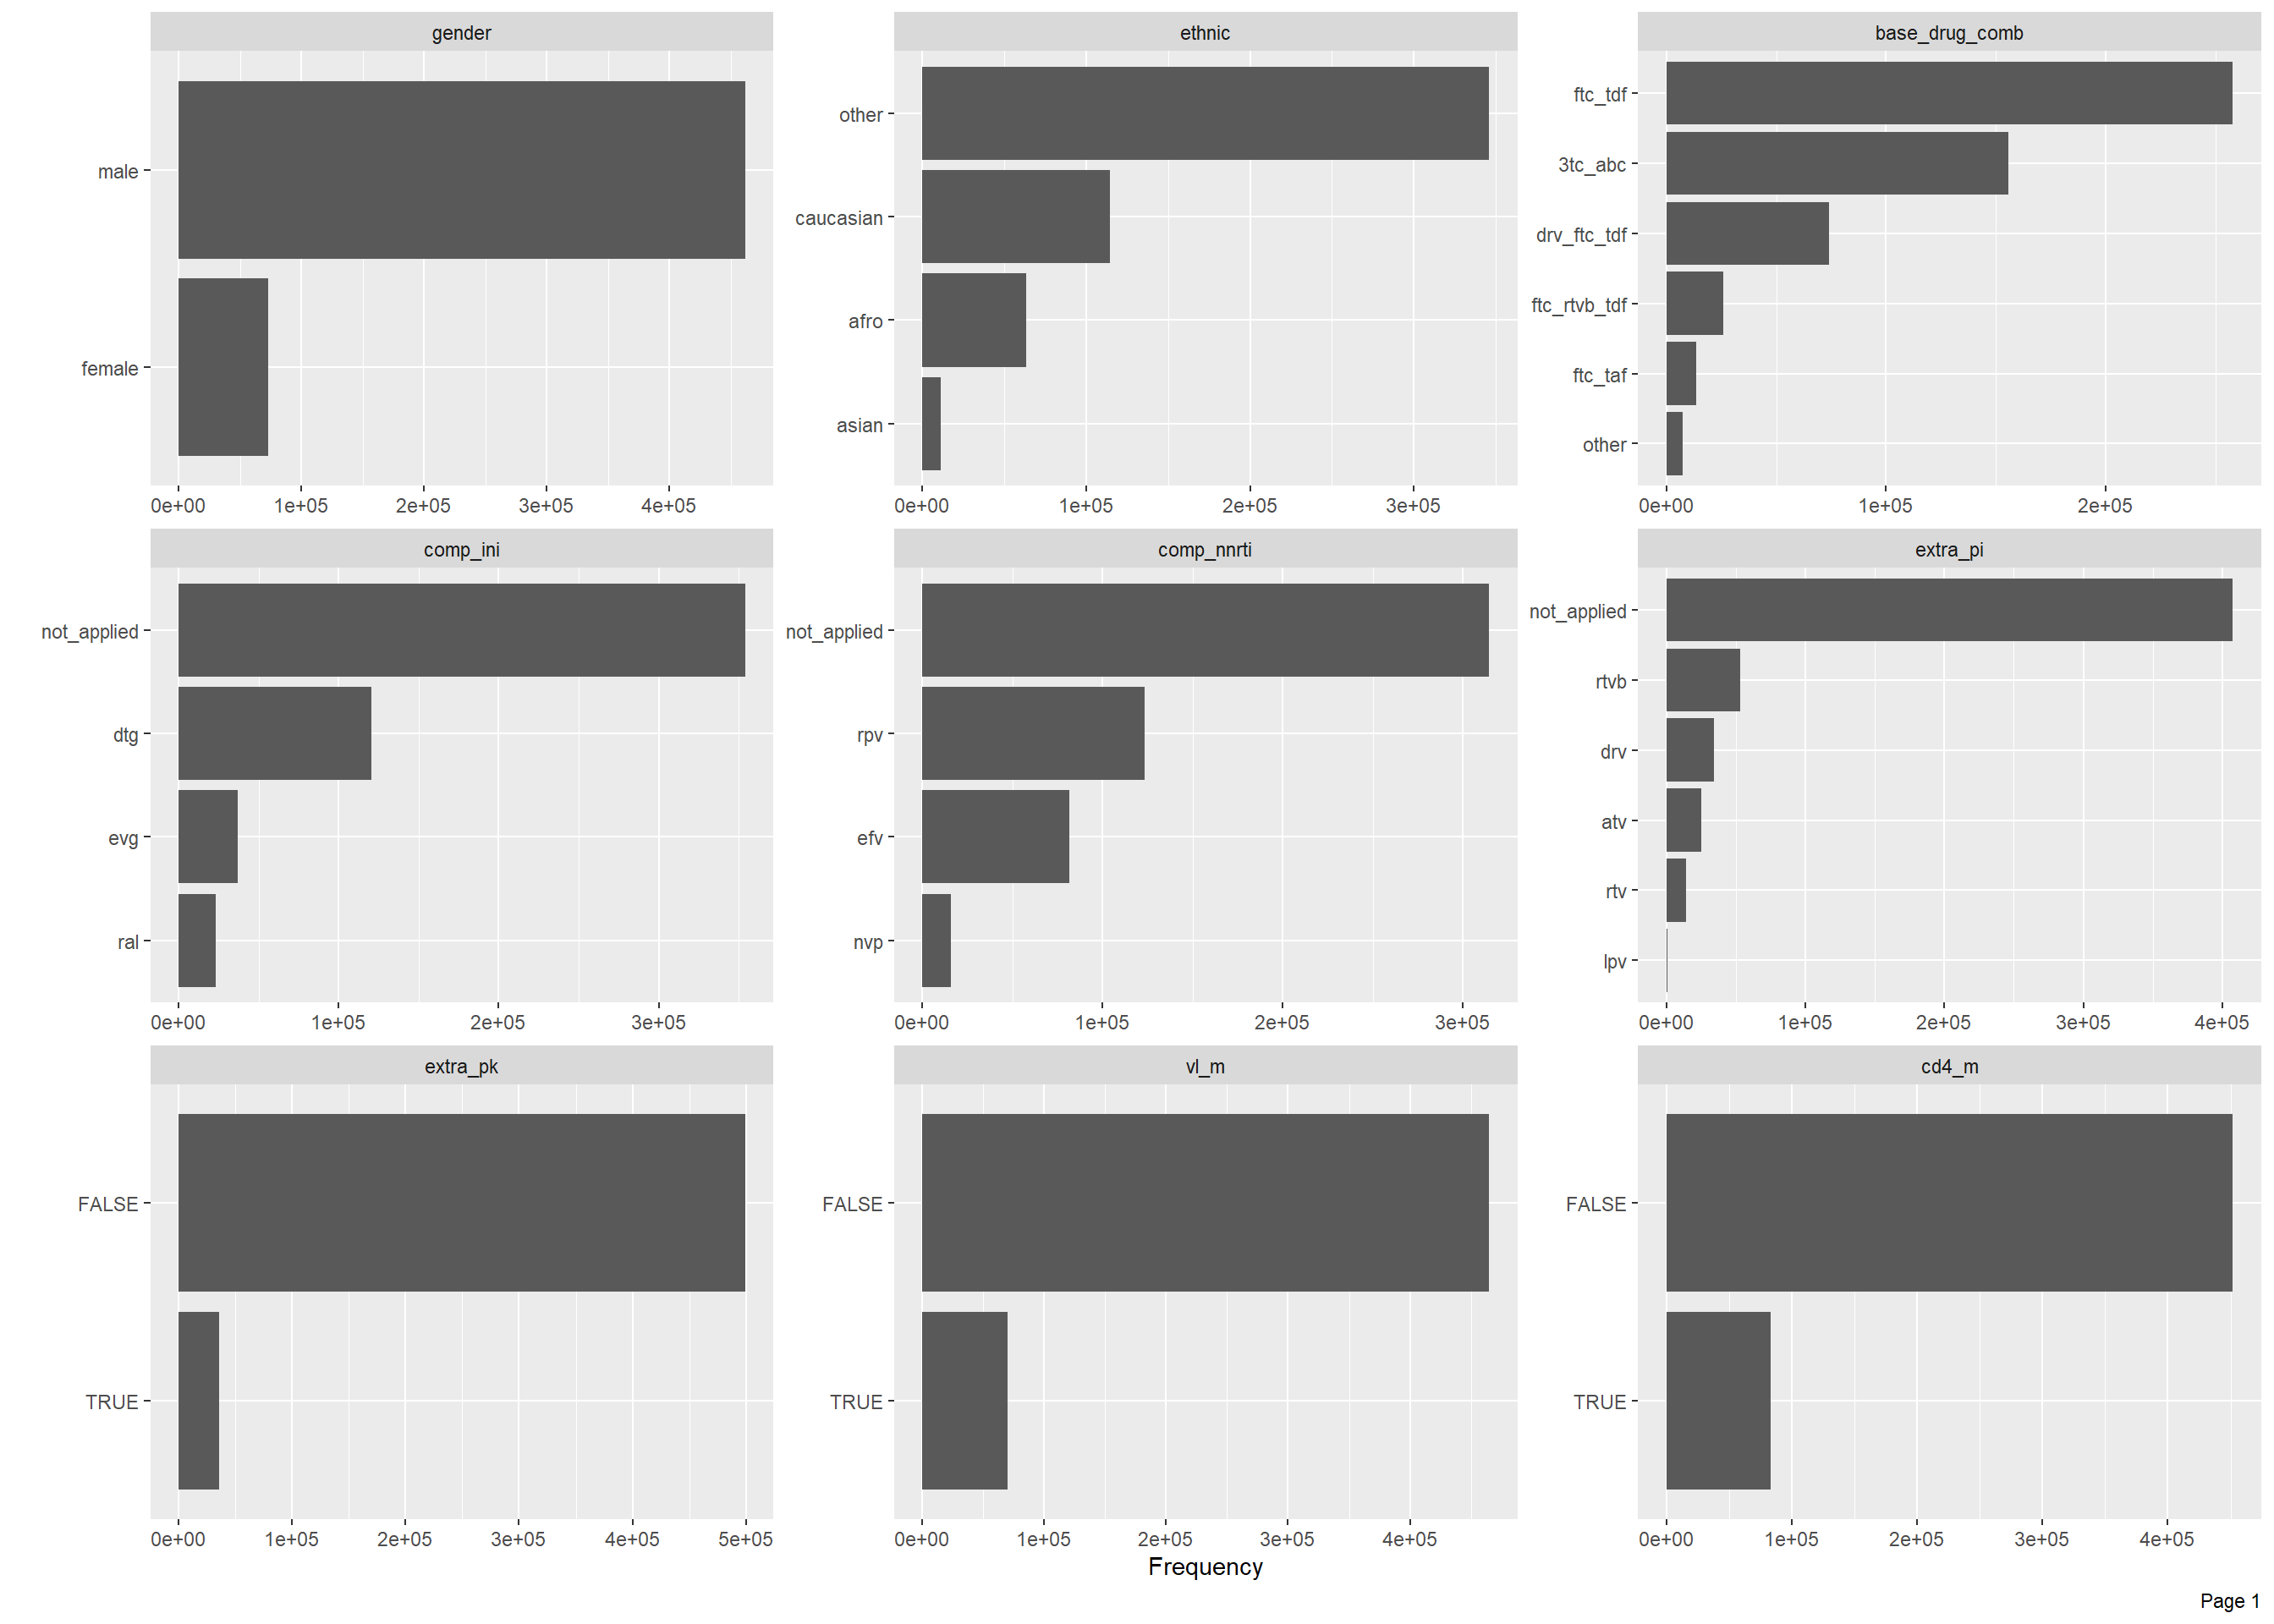 gender
male
female
0e+00 1e+05 2e+05 3e+05 4e+05
ethnic
other
caucasian
afro
asian
0e+00 1e+05 2e+05 3e+05
base_drug_comb
ftc_tdf
3tc_abc
drv_ftc_tdf
ftc_rtvb_tdf
ftc_taf
other
0e+00 1e+05 2e+05
comp_ini
not_applied
dtg
evg
ral
0e+00 1e+05 2e+05 3e+05
comp_nnrti
not_applied
rpv
efv
nvp
0e+00 1e+05 2e+05 3e+05
extra_pi
not_applied
rtvb
drv
atv
rtv
lpv
0e+00 1e+05 2e+05 3e+05 4e+05
extra_pk
FALSE
TRUE
0e+00 1e+05 2e+05 3e+05 4e+05 5e+05
vl_m
FALSE
TRUE
0e+00 1e+05 2e+05 3e+05 4e+05
cd4_m
FALSE
TRUE
0e+00 1e+05 2e+05 3e+05 4e+05
Frequency
Page 1